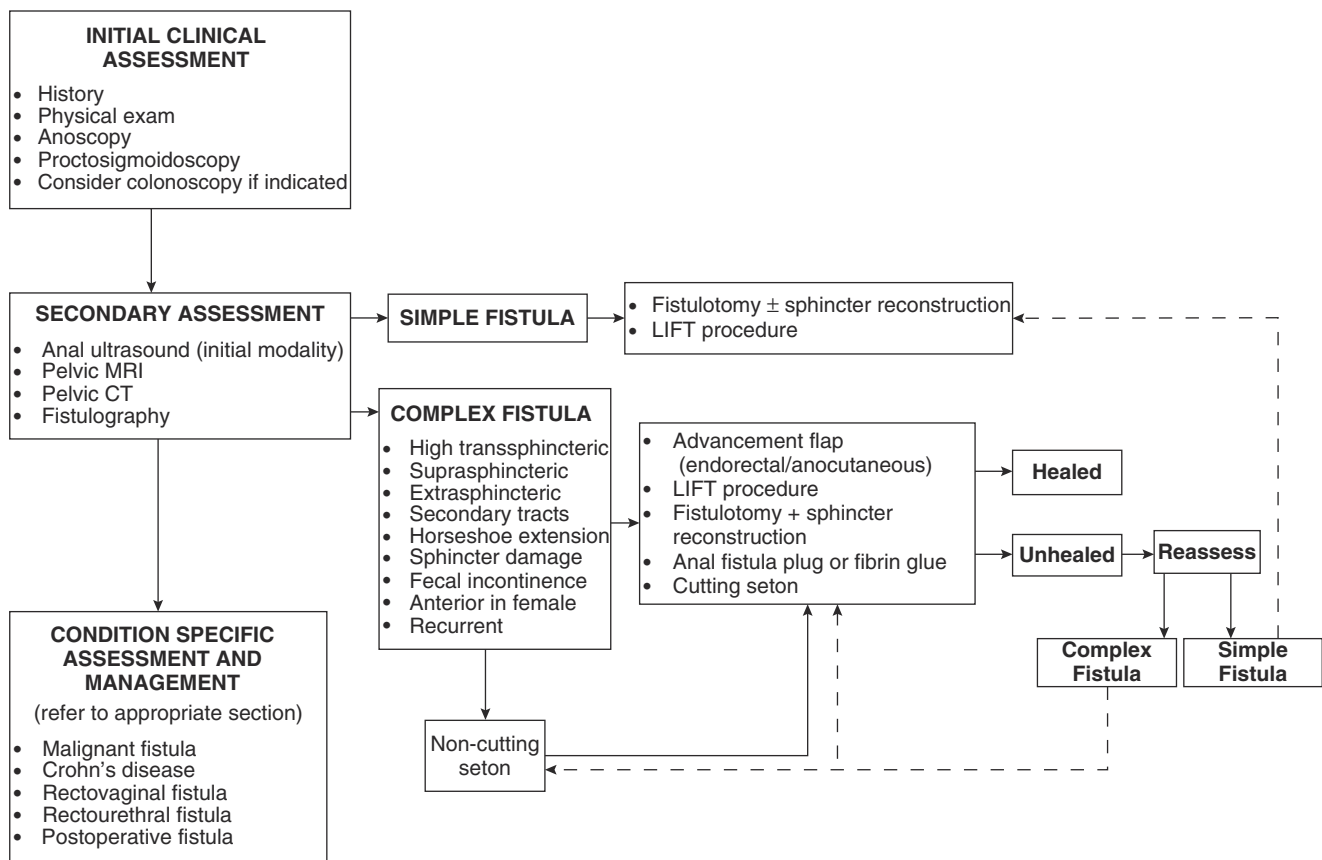 INITIAL CLINICAL
ASSESSMENT
• History
• Physical exam
• Anoscopy
• Proctosigmoidoscopy
• Consider colonoscopy if indicated
SECONDARY ASSESSMENT
• Anal ultrasound (initial modality)
• Pelvic MRI
• Pelvic CT
• Fistulography
SIMPLE FISTULA
• Fistulotomy ± sphincter reconstruction
• LIFT procedure
COMPLEX FISTULA
• High transsphincteric
• Suprasphincteric
• Extrasphincteric
• Secondary tracts
• Horseshoe extension
• Sphincter damage
• Fecal incontinence
• Anterior in female
• Recurrent
• Advancement flap
(endorectal/anocutaneous)
• LIFT procedure
• Fistulotomy + sphincter
reconstruction
• Anal fistula plug or fibrin glue
• Cutting seton
Healed
Unhealed
Reassess
Complex
Fistula
Simple
Fistula
Non-cutting
seton
CONDITION SPECIFIC
ASSESSMENT AND
MANAGEMENT
(refer to appropriate section)
• Malignant fistula
• Crohn's disease
• Rectovaginal fistula
• Rectourethral fistula
• Postoperative fistula